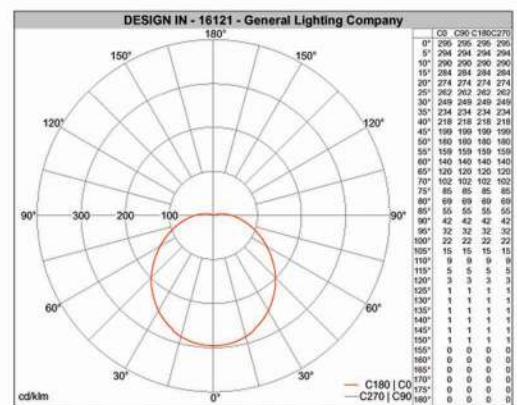 DESIGN IN - 16121 - General Lighting Company
180°
150° 150°
120° 120°
90° 300 200 100 90°
60° 60°
30° 30°
0°
cd/klm
C180 | C0
C270 | C90
C0 C90 C180 C270
0° 295 295 295 295
5° 294 294 294 294
10° 290 290 290 290
15° 284 284 284 284
20° 274 274 274 274
25° 262 262 262 262
30° 249 249 249 249
35° 234 234 234 234
40° 218 218 218 218
45° 199 199 199 199
50° 180 180 180 180
55° 159 159 159 159
60° 140 140 140 140
65° 120 120 120 120
70° 102 102 102 102
75° 85 85 85 85
80° 69 69 69 69
85° 55 55 55 55
90° 42 42 42 42
95° 32 32 32 32
100° 22 22 22 22
105° 15 15 15 15
110° 9 9 9 9
115° 5 5 5 5
120° 3 3 3 3
125° 1 1 1 1
130° 1 1 1 1
135° 1 1 1 1
140° 1 1 1 1
145° 1 1 1 1
150° 1 1 1 1
155° 0 0 0 0
160° 0 0 0 0
165° 0 0 0 0
170° 0 0 0 0
175° 0 0 0 0
180° 0 0 0 0